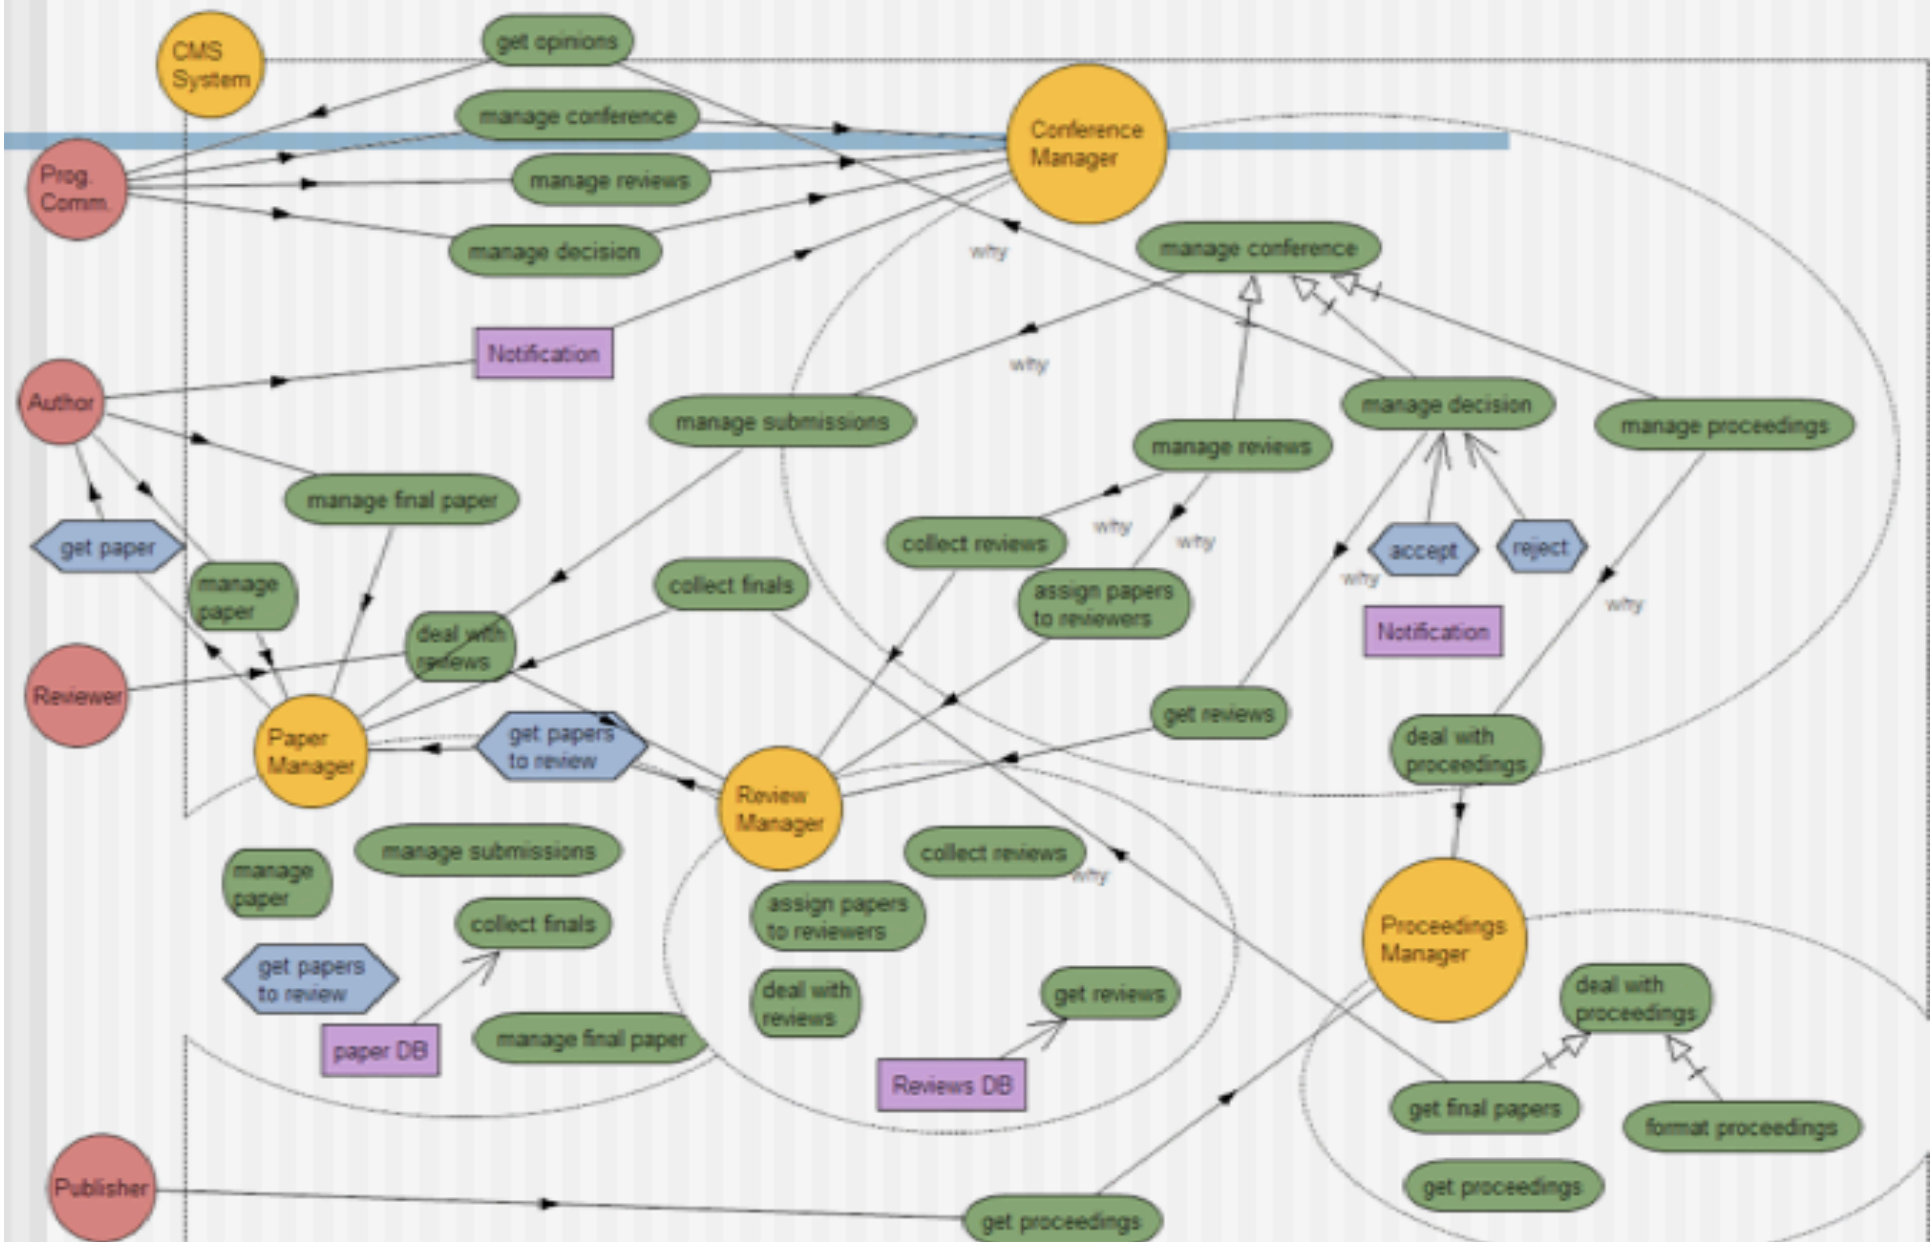 CMS
System
get opinions
manage conference
Conference
Manager
Prog.
Comm.
manage reviews
manage decision
why
manage conference
Notification
why
Author
manage submissions
manage reviews
manage decision
manage proceedings
manage final paper
get paper
collect reviews
why
why
accept
reject
manage
paper
collect finals
assign papers
to reviewers
why
why
Notification
deal with
reviews
Reviewer
get reviews
Paper
Manager
get papers
to review
deal with
proceedings
Review
Manager
manage submissions
collect reviews
why
manage
paper
assign papers
to reviewers
collect finals
Proceedings
Manager
get papers
to review
deal with
reviews
get reviews
deal with
proceedings
paper DB
manage final paper
Reviews DB
get final papers
format proceedings
Publisher
get proceedings
get proceedings